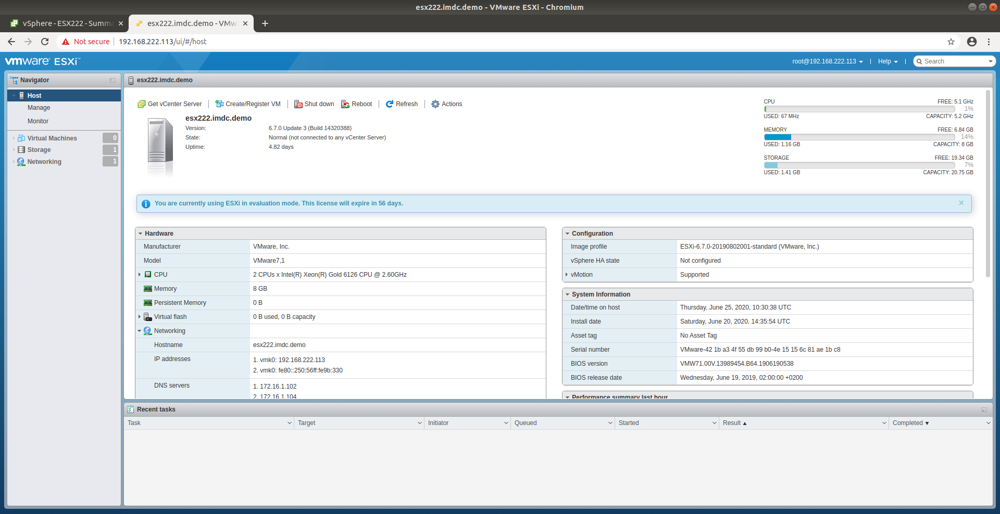 esx222.imdc.demo - VMware ESXi - Chromium
vSphere - ESX222 - Summa
esx222.imdc.demo - VMw
Not secure
192.168.222.113/ui/#/host
vmware ESXi™
root@192.168.222.113
Help
Search
Navigator
Host
Manage
Monitor
Virtual Machines 0
Storage 1
Networking 1
esx222.imdc.demo
Get vCenter Server
Create/Register VM
Shut down
Reboot
Refresh
Actions
esx222.imdc.demo
Version: 6.7.0 Update 3 (Build 14320388)
State: Normal (not connected to any vCenter Server)
Uptime: 4.82 days
CPU FREE: 5.1 GHz
1%
USED: 67 MHz CAPACITY: 5.2 GHz
MEMORY FREE: 6.84 GB
14%
USED: 1.16 GB CAPACITY: 8 GB
STORAGE FREE: 19.34 GB
7%
USED: 1.41 GB CAPACITY: 20.75 GB
You are currently using ESXi in evaluation mode. This license will expire in 56 days.
Hardware
Manufacturer VMware, Inc.
Model VMware7,1
CPU 2 CPUs x Intel(R) Xeon(R) Gold 6126 CPU @ 2.60GHz
Memory 8 GB
Persistent Memory 0 B
Virtual flash 0 B used, 0 B capacity
Networking
Hostname esx222.imdc.demo
IP addresses 1. vmk0: 192.168.222.113
2. vmk0: fe80::250:56ff:fe9b:330
DNS servers 1. 172.16.1.102
2. 172.16.1.104
Configuration
Image profile ESXi-6.7.0-20190802001-standard (VMware, Inc.)
vSphere HA state Not configured
vMotion Supported
System Information
Date/time on host Thursday, June 25, 2020, 10:30:38 UTC
Install date Saturday, June 20, 2020, 14:35:54 UTC
Asset tag No Asset Tag
Serial number VMware-42 1b a3 4f 55 db 99 b0-4e 15 15 6c 81 ae 1b c8
BIOS version VMW71.00V.13989454.B64.1906190538
BIOS release date Wednesday, June 19, 2019, 02:00:00 +0200
Performance summary last hour
Recent tasks
Task Target Initiator Queued Started Result ▲ Completed ▼